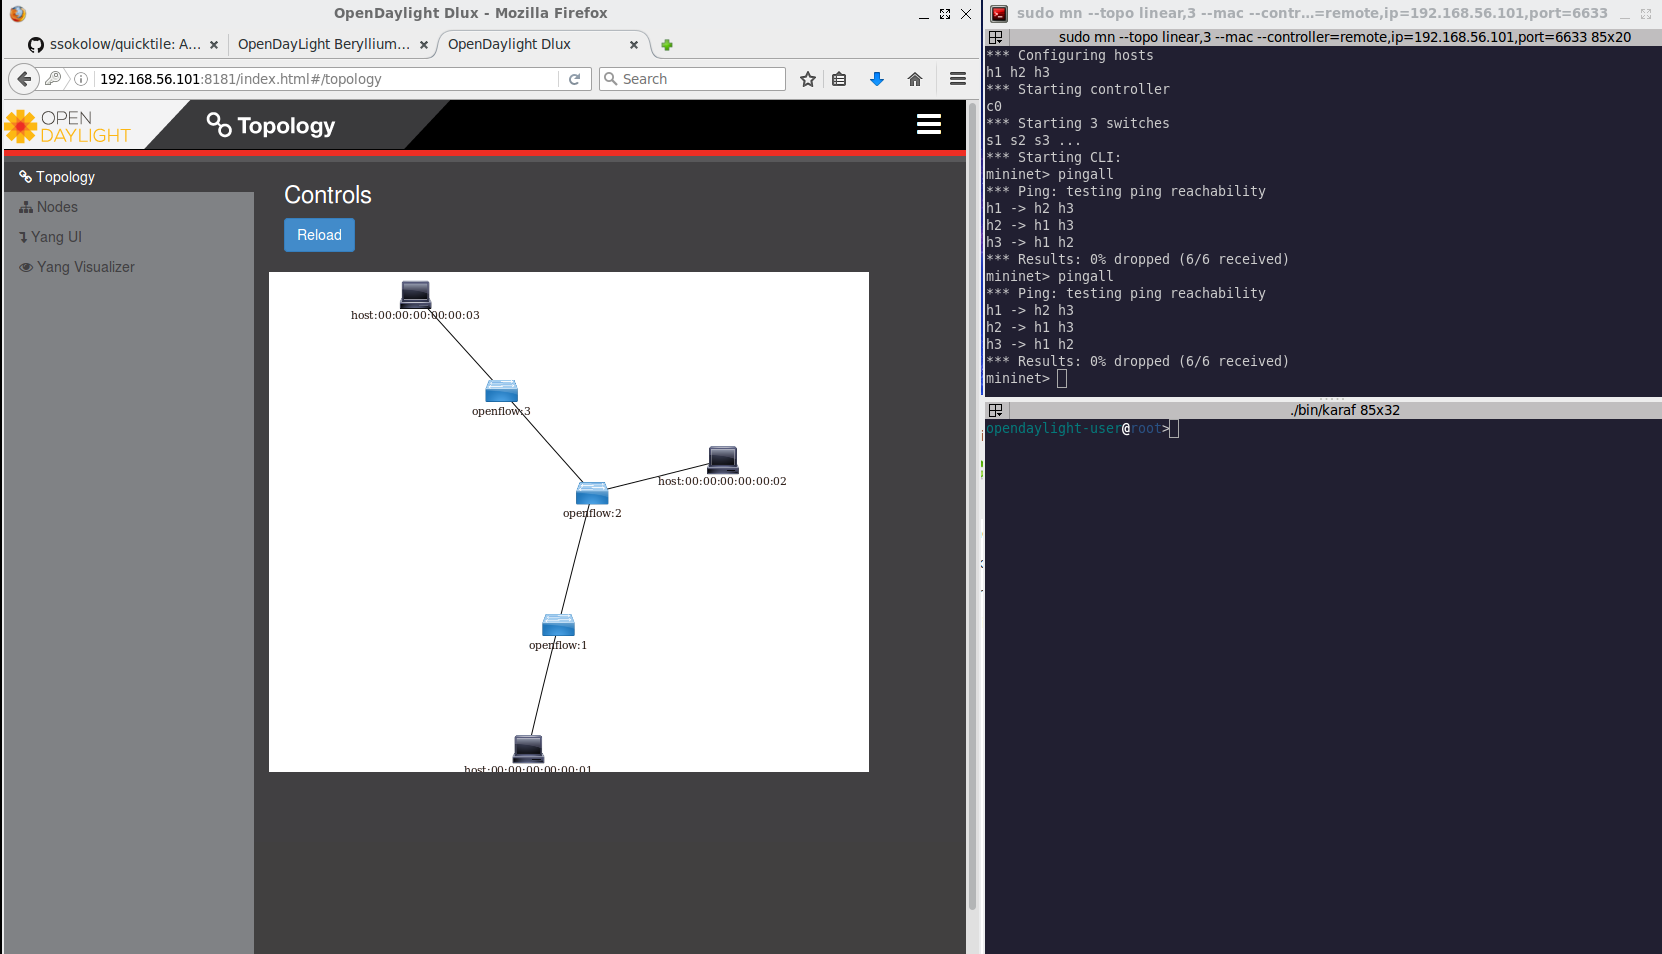 OpenDaylight Dlux - Mozilla Firefox
ssokolow/quicktile: A...
OpenDayLight Beryllium...
OpenDaylight Dlux
192.168.56.101:8181/index.html#/topology
Search
OPEN
DAYLIGHT
Topology
Topology
Nodes
Yang UI
Yang Visualizer
Controls
Reload
host:00:00:00:00:00:03
openflow:3
host:00:00:00:00:00:02
openflow:2
openflow:1
host:00:00:00:00:00:01
sudo mn --topo linear,3 --mac --contr...=remote,ip=192.168.56.101,port=6633
sudo mn --topo linear,3 --mac --controller=remote,ip=192.168.56.101,port=6633 85x20
*** Configuring hosts
h1 h2 h3
*** Starting controller
c0
*** Starting 3 switches
s1 s2 s3 ...
*** Starting CLI:
mininet> pingall
*** Ping: testing ping reachability
h1 -> h2 h3
h2 -> h1 h3
h3 -> h1 h2
*** Results: 0% dropped (6/6 received)
mininet> pingall
*** Ping: testing ping reachability
h1 -> h2 h3
h2 -> h1 h3
h3 -> h1 h2
*** Results: 0% dropped (6/6 received)
mininet>
./bin/karaf 85x32
opendaylight-user@root>